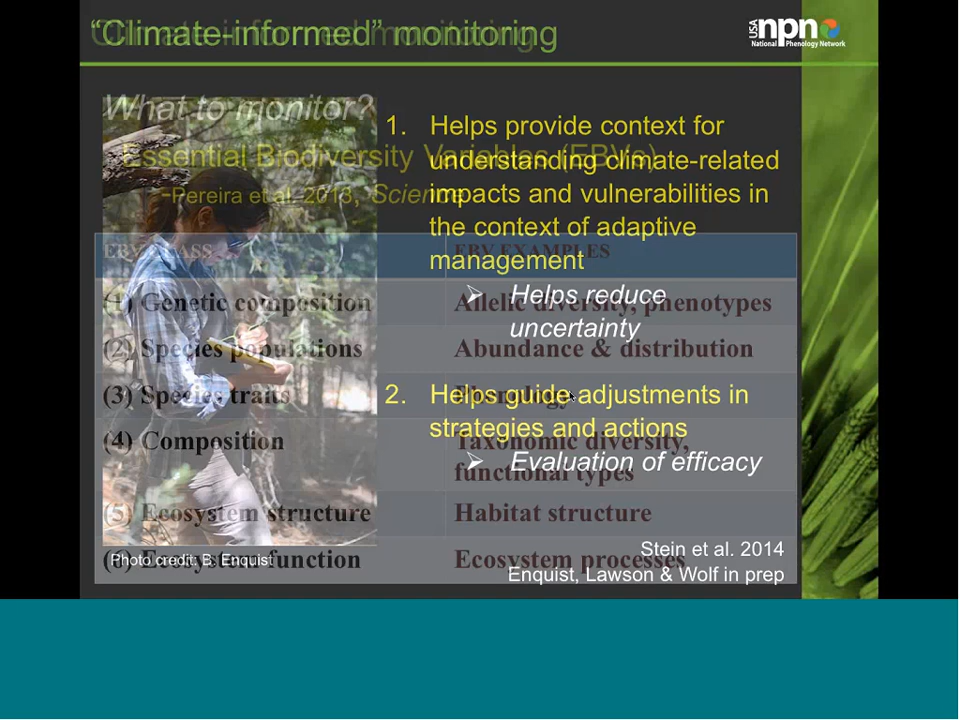 “Climate-informed” monitoring
USA
npn
National Phenology Network
What to monitor?
Essential Biodiversity Variables (EBVs)
-Pereira et al. 2013, Science
1. Helps provide context for
understanding climate-related
impacts and vulnerabilities in
the context of adaptive
management
➢ Helps reduce
uncertainty
2. Helps guide adjustments in
strategies and actions
➢ Evaluation of efficacy
EBV CLASS EBV EXAMPLES
(1) Genetic composition Allelic diversity, phenotypes
(2) Species populations Abundance & distribution
(3) Species traits Phenology
(4) Composition Taxonomic diversity,
functional types
(5) Ecosystem structure Habitat structure
(6) Ecosystem function Ecosystem processes
Photo credit: B. Enquist
Stein et al. 2014
Enquist, Lawson & Wolf in prep